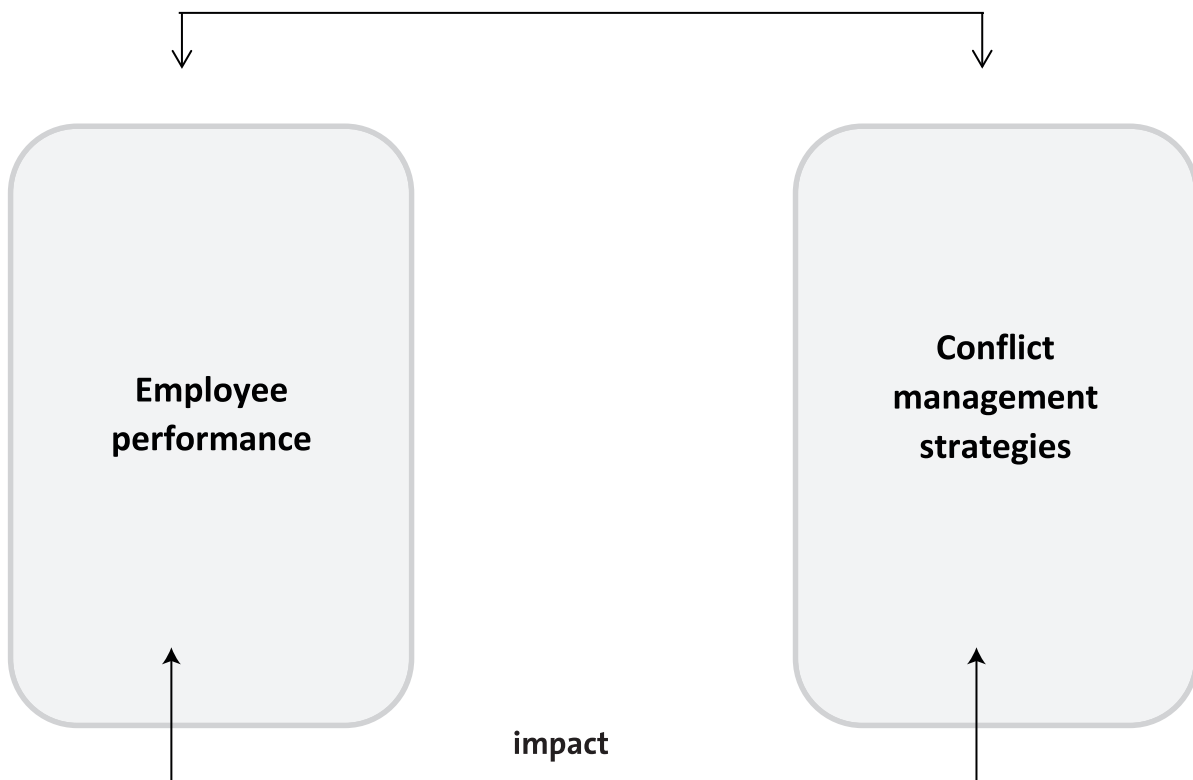 Employee
performance
Conflict
management
strategies
impact